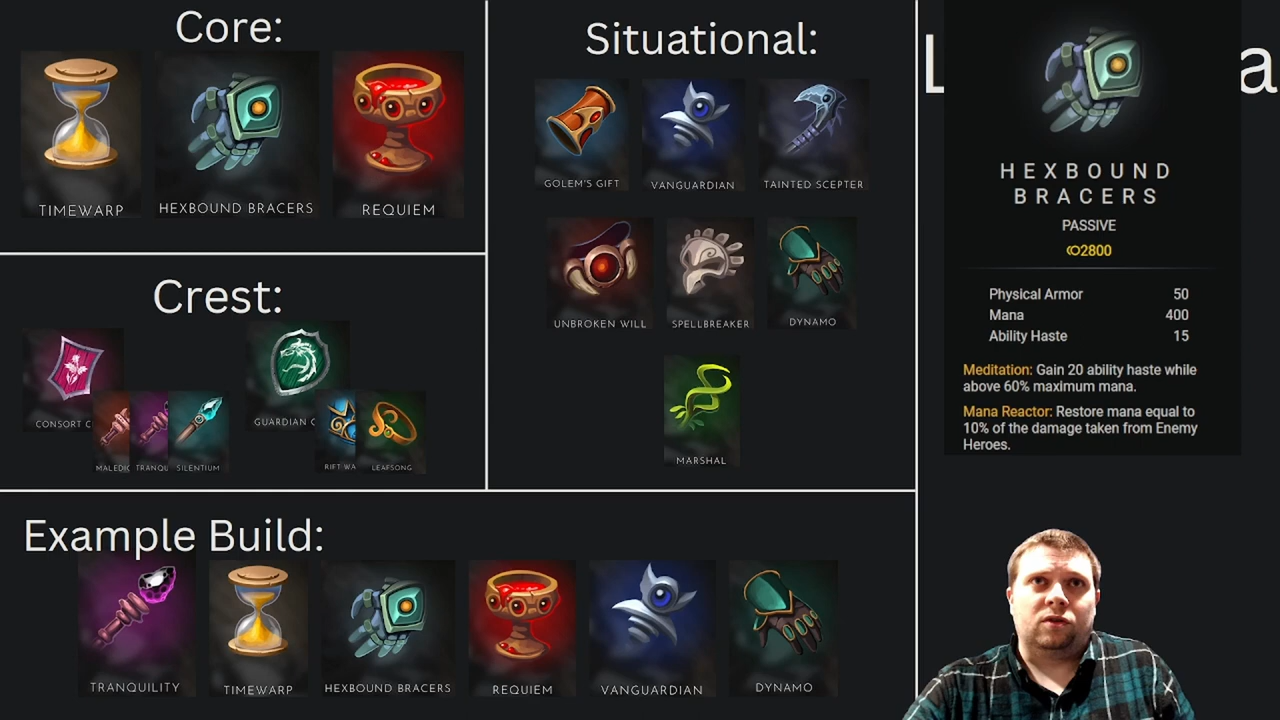 Core:
TIMEWARP
HEXBOUND BRACERS
REQUIEM
Crest:
CONSORT C
MALEDIC
TRANQU
SILENTIUM
GUARDIAN C
RIFT WA
LEAFSONG
Situational:
GOLEM'S GIFT
VANGUARDIAN
TAINTED SCEPTER
UNBROKEN WILL
SPELLBREAKER
DYNAMO
MARSHAL
Example Build:
TRANQUILITY
TIMEWARP
HEXBOUND BRACERS
REQUIEM
VANGUARDIAN
DYNAMO
L
a
HEXBOUND
BRACERS
PASSIVE
2800
Physical Armor 50
Mana 400
Ability Haste 15
Meditation: Gain 20 ability haste while
above 60% maximum mana.
Mana Reactor: Restore mana equal to
10% of the damage taken from Enemy
Heroes.